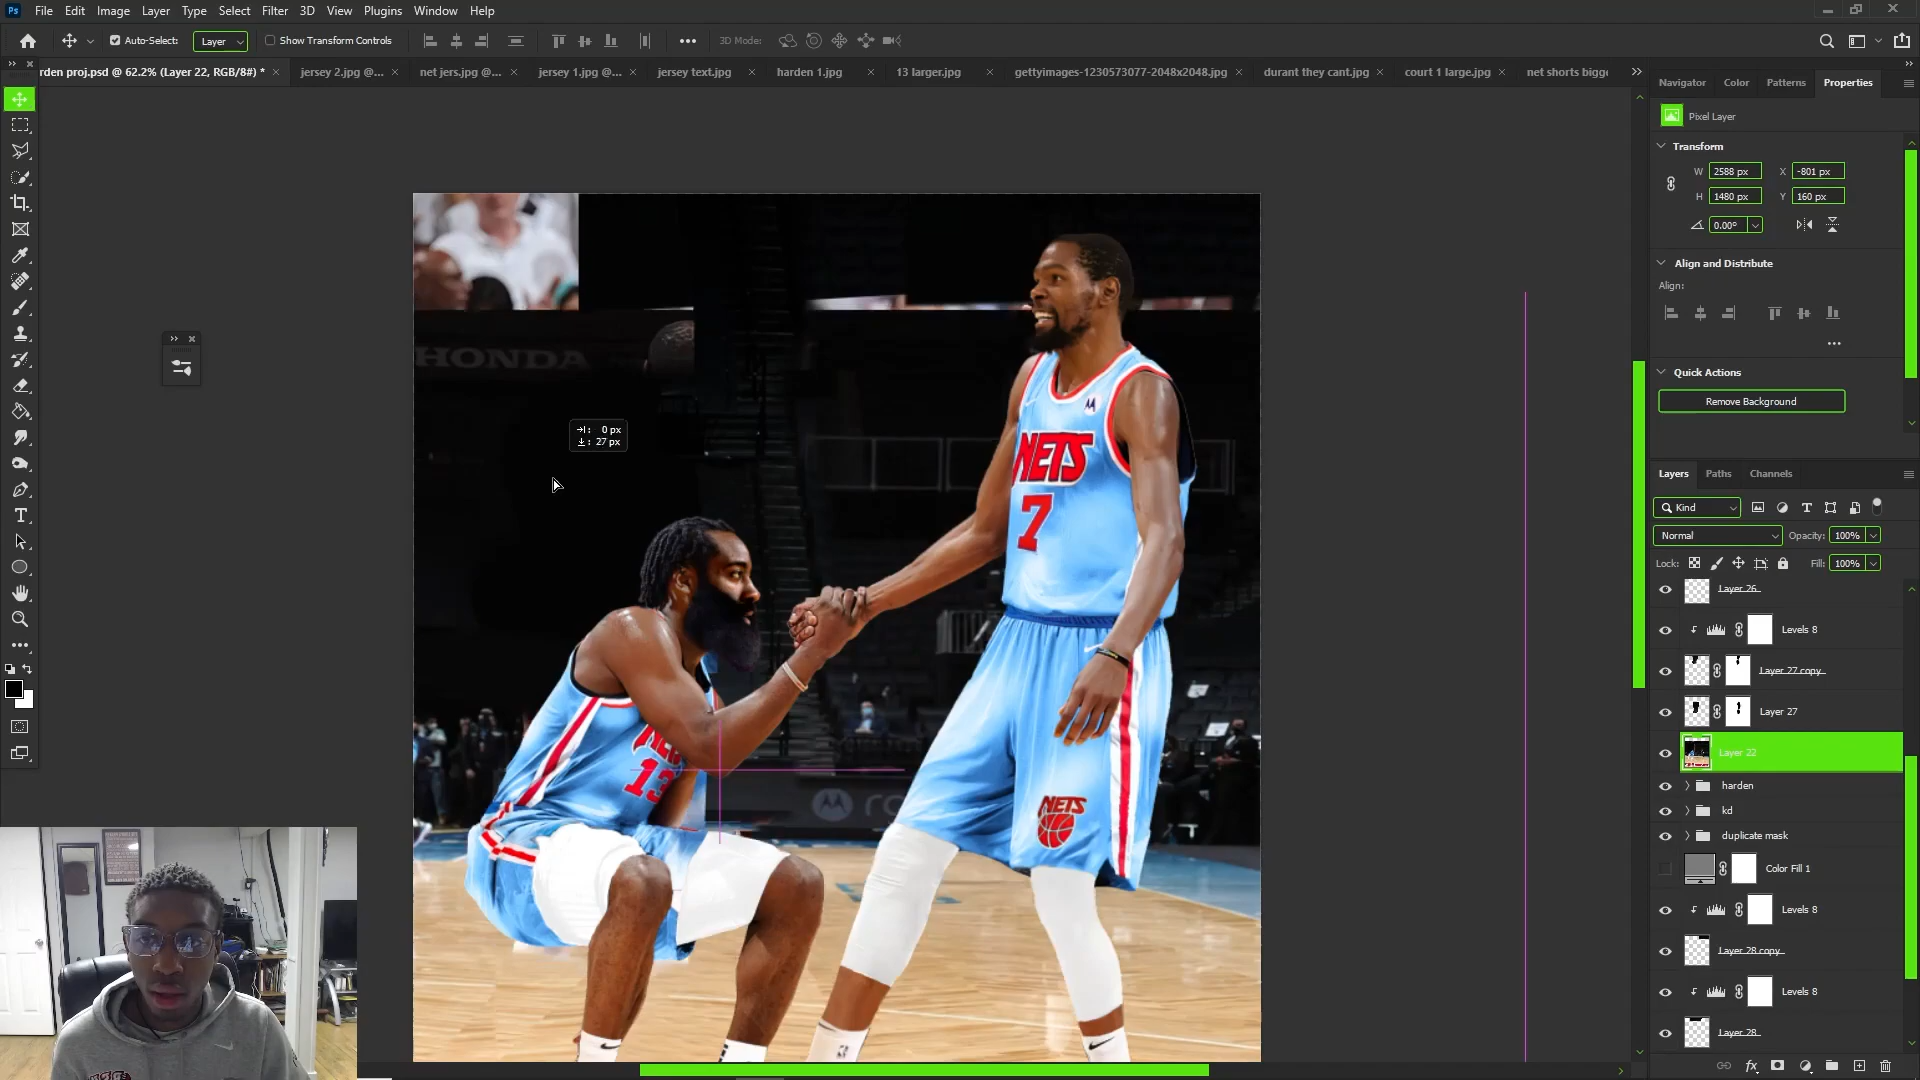 Ps File Edit Image Layer Type Select Filter 3D View Plugins Window Help
Auto-Select: Layer Show Transform Controls 3D Mode:
rden proj.psd @ 62.2% (Layer 22, RGB/8#) * jersey 2.jpg @... net jers.jpg @... jersey 1.jpg @... jersey text.jpg harden 1.jpg 13 larger.jpg gettyimages-1230573077-2048x2048.jpg durant they cant.jpg court 1 large.jpg net shorts bigge
Navigator Color Patterns Properties
Pixel Layer
Transform
W 2588 px X -801 px
H 1480 px Y 160 px
0.00°
Align and Distribute
Align:
Quick Actions
Remove Background
HONDA
0 px
27 px
NETS
7
NETS
13
NETS
Layers Paths Channels
Kind
Normal Opacity: 100%
Lock: Fill: 100%
Layer 26
Levels 8
Layer 27 copy
Layer 27
Layer 22
harden
kd
duplicate mask
Color Fill 1
Levels 8
Layer 28 copy
Levels 8
Layer 28
fx